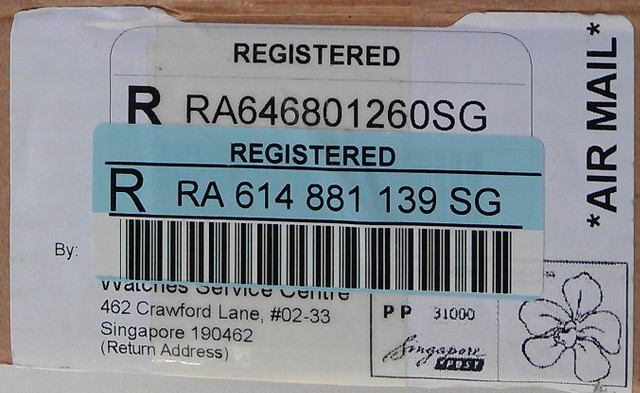 REGISTERED
R RA646801260SG
REGISTERED
R RA 614 881 139 SG
*AIR MAIL*
By:
Watches Service Centre
462 Crawford Lane, #02-33
Singapore 190462
(Return Address)
PP 31000
Singapore
POST